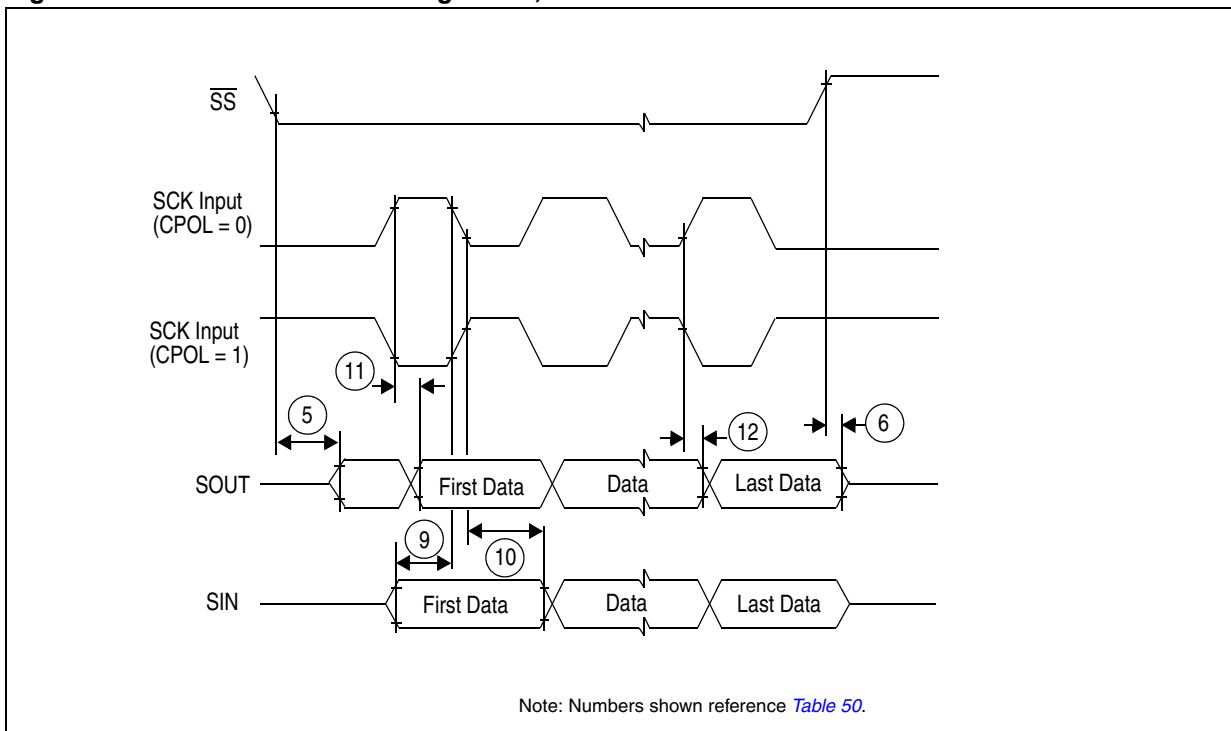 SS
SCK Input
(CPOL = 0)
SCK Input
(CPOL = 1)
11
5
12
6
SOUT
First Data
Data
Last Data
9
10
SIN
First Data
Data
Last Data
Note: Numbers shown reference Table 50.